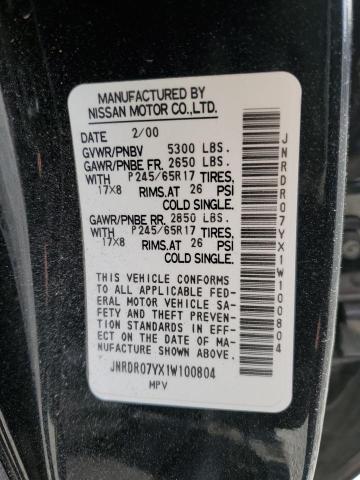 MANUFACTURED BY
NISSAN MOTOR CO.,LTD.
DATE 2/00
GVWR/PNBV 5300 LBS.
GAWR/PNBE FR. 2650 LBS.
WITH P245/65R17 TIRES,
17X8 RIMS,AT 26 PSI
COLD SINGLE.
GAWR/PNBE RR. 2850 LBS.
WITH P245/65R17 TIRES,
17X8 RIMS,AT 26 PSI
COLD SINGLE.
THIS VEHICLE CONFORMS
TO ALL APPLICABLE FED-
ERAL MOTOR VEHICLE SA-
FETY AND THEFT PREVENTION
STANDARDS IN EFF-
ECT ON THE DATE OF MA-
NUFACTURE SHOWN ABOVE.
JNRDR07YX1W100804
MPV
JNRDR07YX1W100804